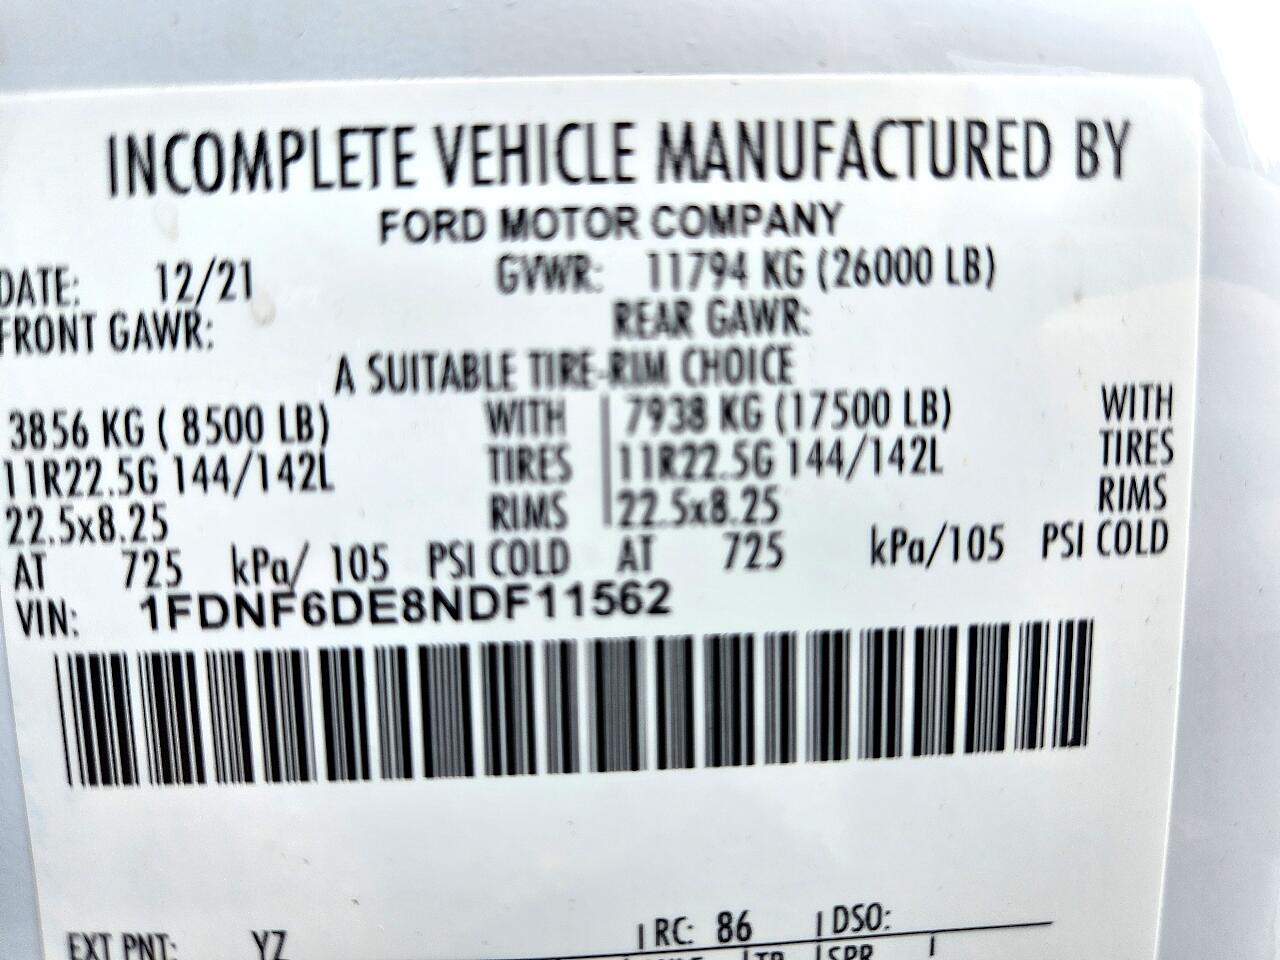 INCOMPLETE VEHICLE MANUFACTURED BY
FORD MOTOR COMPANY
DATE: 12/21 GVWR: 11794 KG (26000 LB)
FRONT GAWR: REAR GAWR:
A SUITABLE TIRE-RIM CHOICE
3856 KG ( 8500 LB) WITH 7938 KG (17500 LB) WITH
11R22.5G 144/142L TIRES 11R22.5G 144/142L TIRES
22.5x8.25 RIMS 22.5x8.25 RIMS
AT 725 kPa/ 105 PSI COLD AT 725 kPa/105 PSI COLD
VIN: 1FDNF6DE8NDF11562
EXT PNT: YZ RC: 86 DSO:
TR SPR